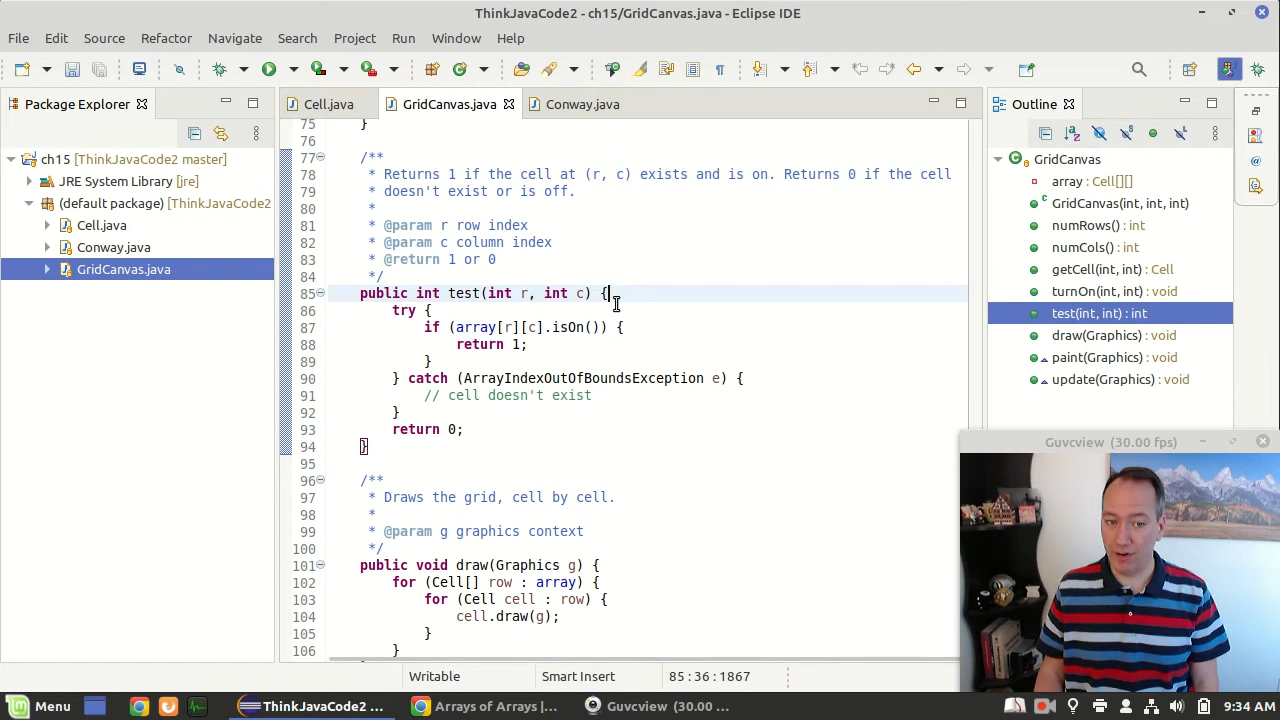 ThinkJavaCode2 - ch15/GridCanvas.java - Eclipse IDE
File Edit Source Refactor Navigate Search Project Run Window Help
Package Explorer
ch15 [ThinkJavaCode2 master]
JRE System Library [jre]
(default package) [ThinkJavaCode2
Cell.java
Conway.java
GridCanvas.java
Cell.java GridCanvas.java Conway.java
75 }
76
77 /**
78 * Returns 1 if the cell at (r, c) exists and is on. Returns 0 if the cell
79 * doesn't exist or is off.
80 *
81 * @param r row index
82 * @param c column index
83 * @return 1 or 0
84 */
85 public int test(int r, int c) {
86 try {
87 if (array[r][c].isOn()) {
88 return 1;
89 }
90 } catch (ArrayIndexOutOfBoundsException e) {
91 // cell doesn't exist
92 }
93 return 0;
94 }
95
96 /**
97 * Draws the grid, cell by cell.
98 *
99 * @param g graphics context
100 */
101 public void draw(Graphics g) {
102 for (Cell[] row : array) {
103 for (Cell cell : row) {
104 cell.draw(g);
105 }
106 }
Outline
GridCanvas
array : Cell[][]
GridCanvas(int, int, int)
numRows() : int
numCols() : int
getCell(int, int) : Cell
turnOn(int, int) : void
test(int, int) : int
draw(Graphics) : void
paint(Graphics) : void
update(Graphics) : void
Guvcview (30.00 fps)
Writable Smart Insert 85 : 36 : 1867
Menu ThinkJavaCode2 ... Arrays of Arrays |... Guvcview (30.00 ... 9:34 AM